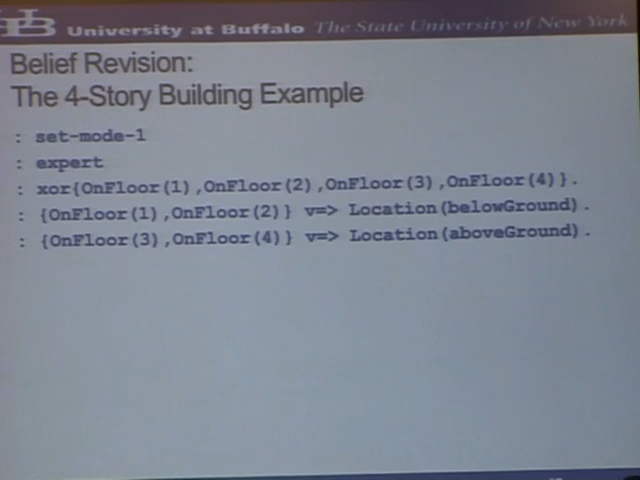 UB University at Buffalo The State University of New York
Belief Revision:
The 4-Story Building Example
: set-mode-1
: expert
: xor{OnFloor(1),OnFloor(2),OnFloor(3),OnFloor(4)}.
: {OnFloor(1),OnFloor(2)} v=> Location(belowGround).
: {OnFloor(3),OnFloor(4)} v=> Location(aboveGround).